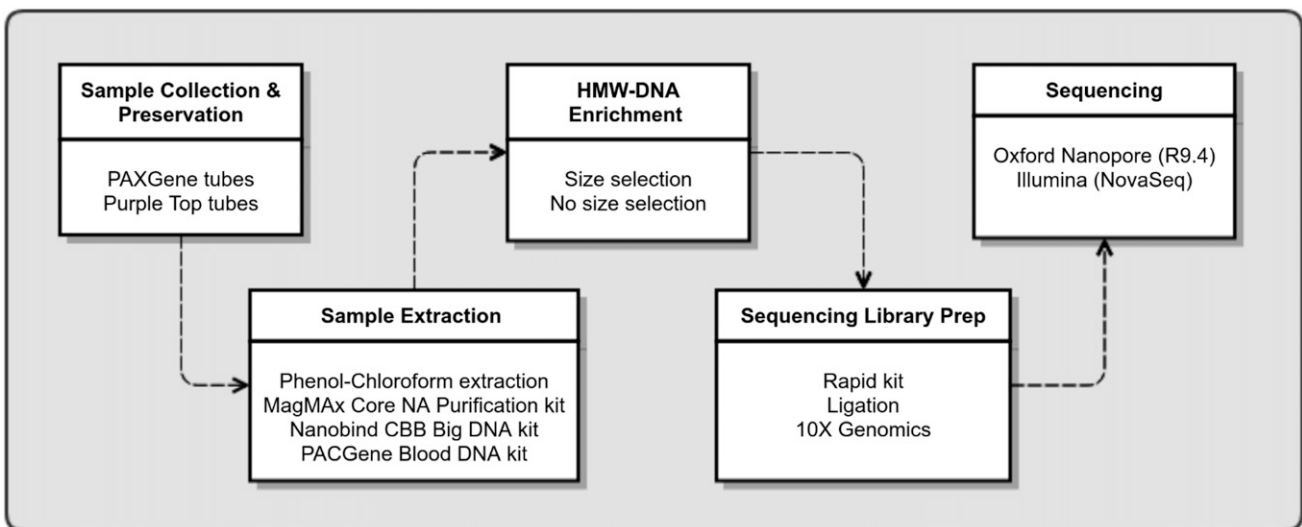 Sample Collection &
Preservation
PAXGene tubes
Purple Top tubes
Sample Extraction
Phenol-Chloroform extraction
MagMAx Core NA Purification kit
Nanobind CBB Big DNA kit
PACGene Blood DNA kit
HMW-DNA
Enrichment
Size selection
No size selection
Sequencing Library Prep
Rapid kit
Ligation
10X Genomics
Sequencing
Oxford Nanopore (R9.4)
Illumina (NovaSeq)